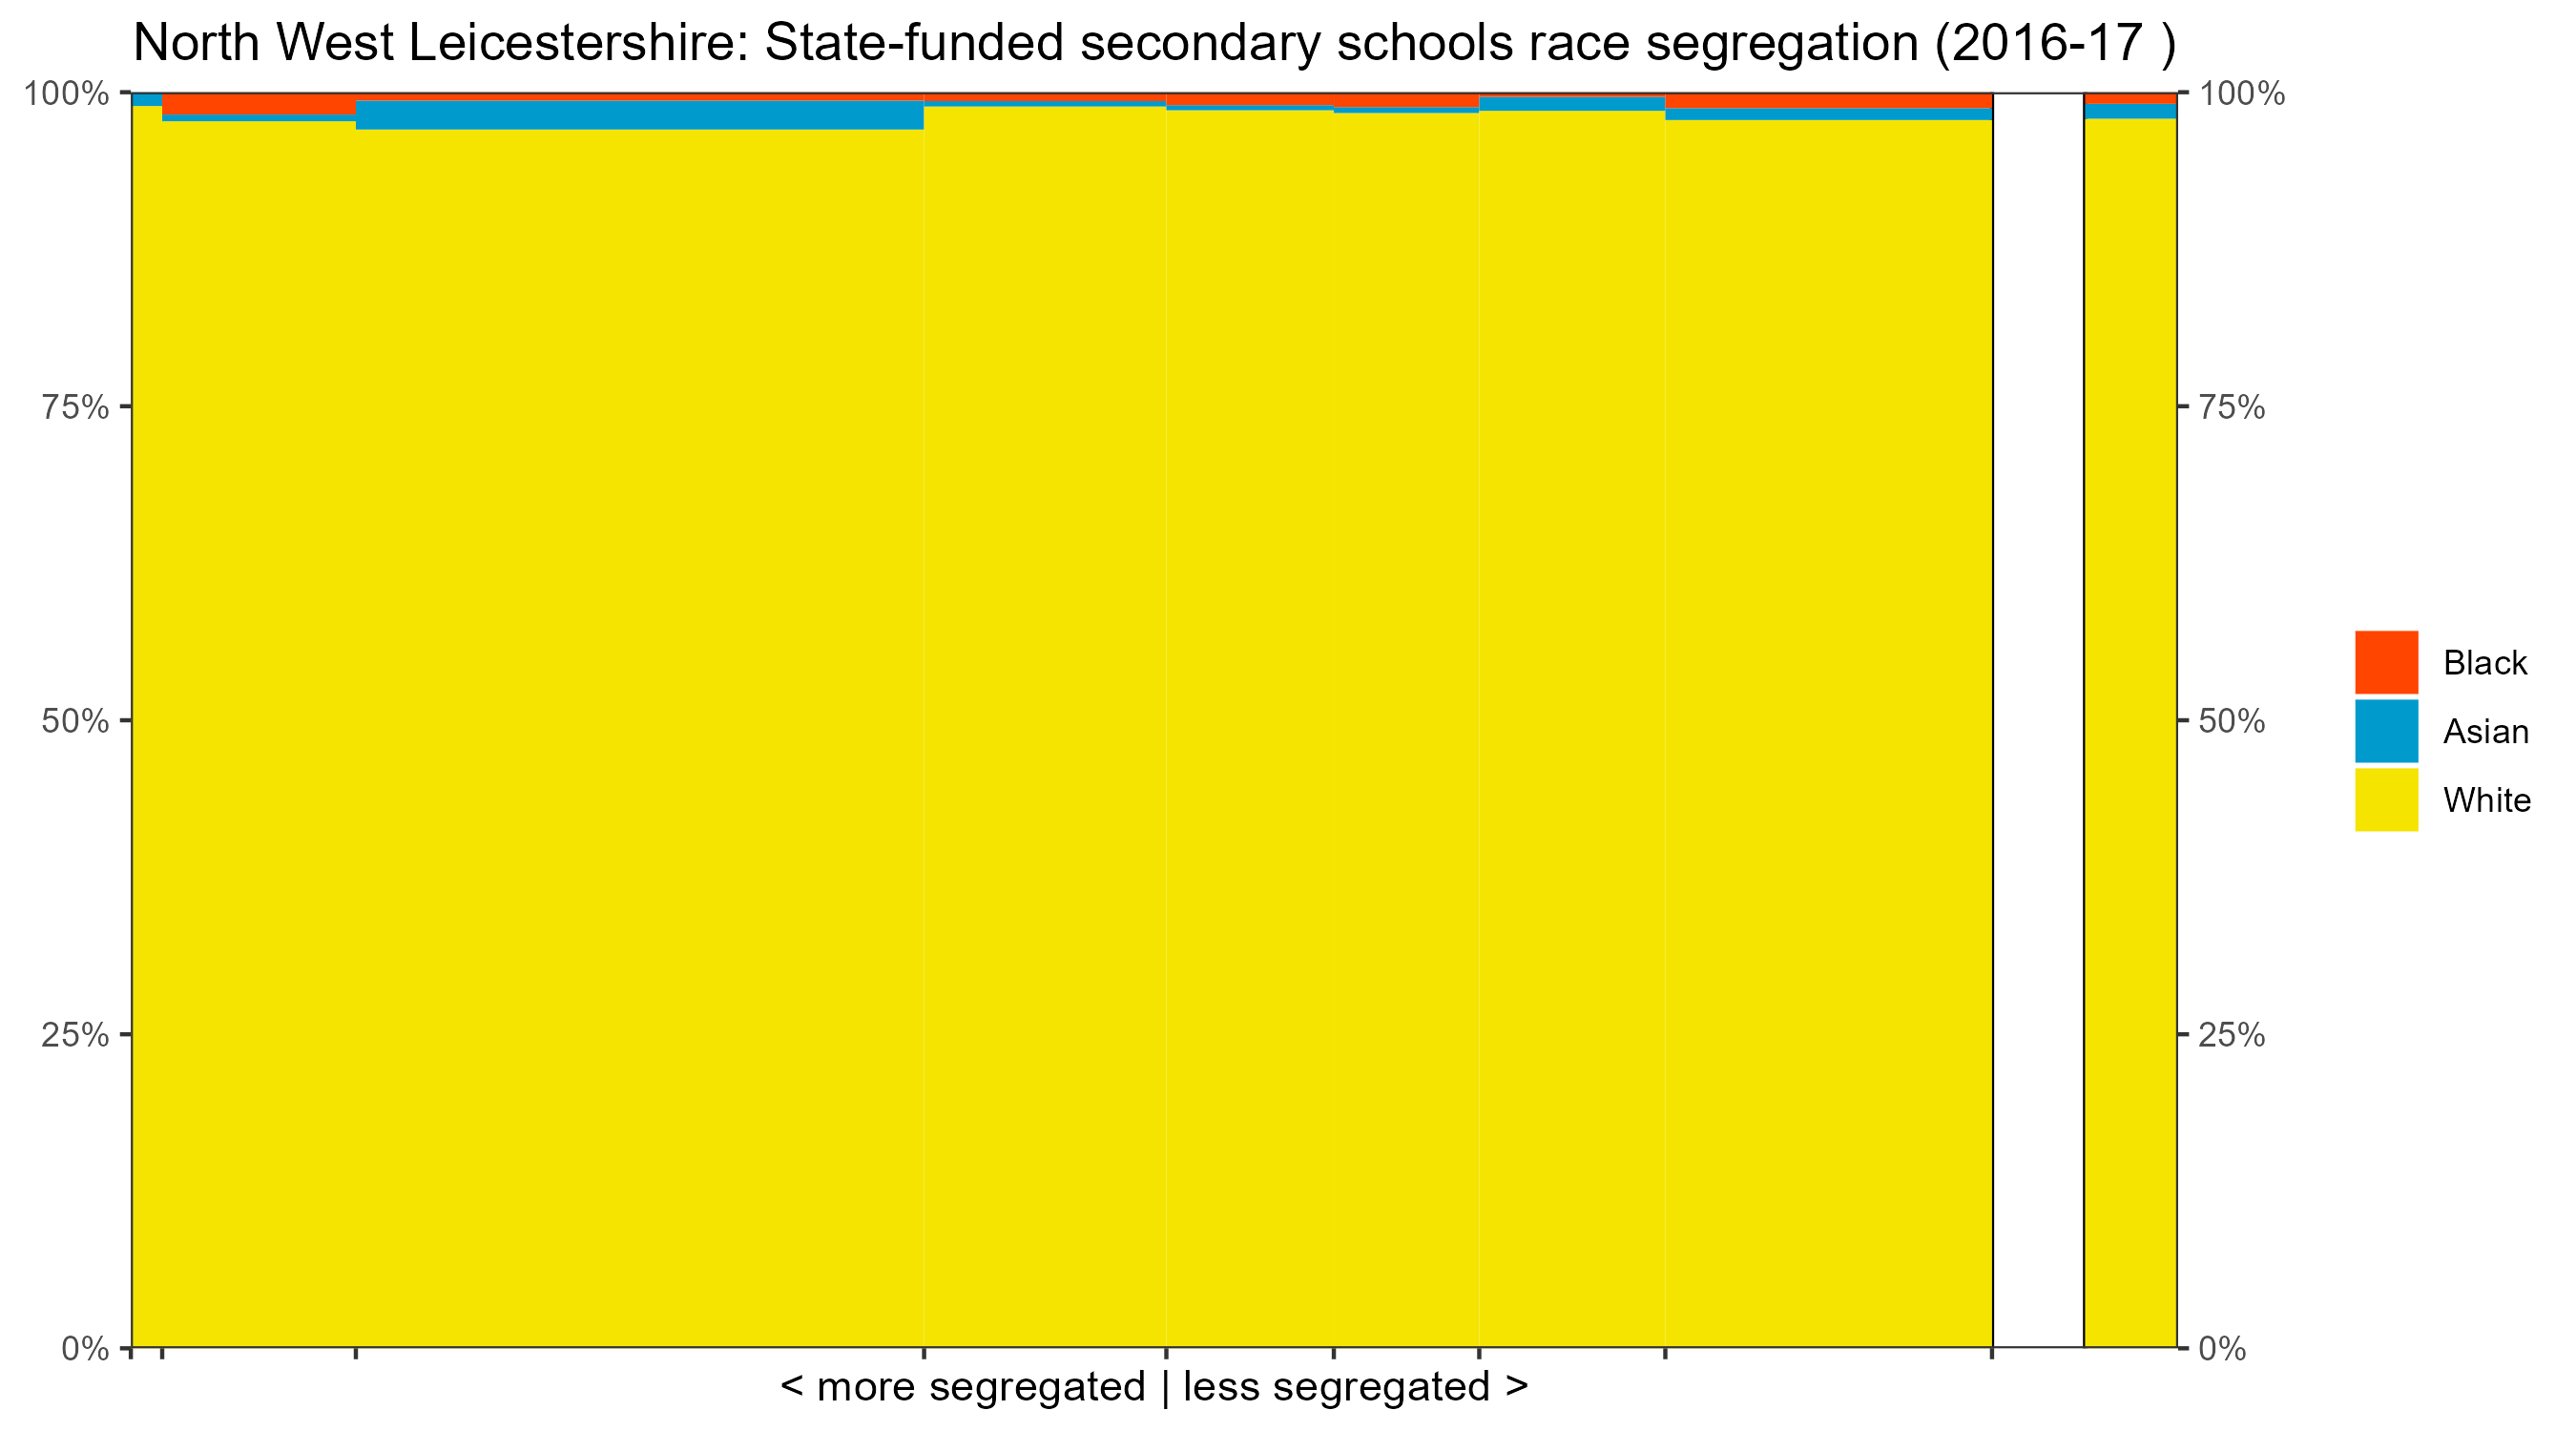 North West Leicestershire: State-funded secondary schools race segregation (2016-17 )
100%
75%
50%
25%
0%
100%
75%
50%
25%
0%
Black
Asian
White
< more segregated | less segregated >